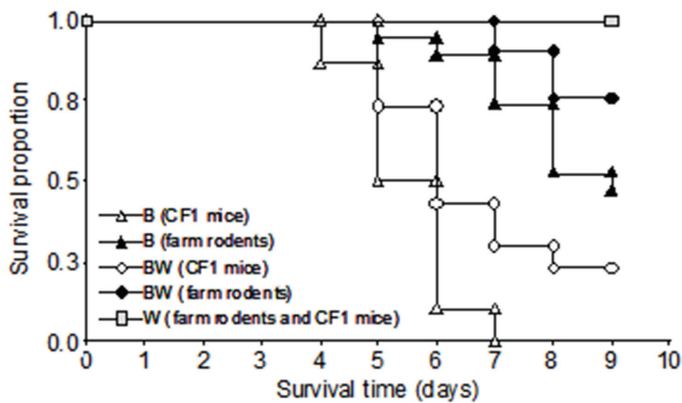 Survival proportion
1.0
0.8
0.5
0.3
0.0
B (CF1 mice)
B (farm rodents)
BW (CF1 mice)
BW (farm rodents)
W (farm rodents and CF1 mice)
0 1 2 3 4 5 6 7 8 9 10
Survival time (days)